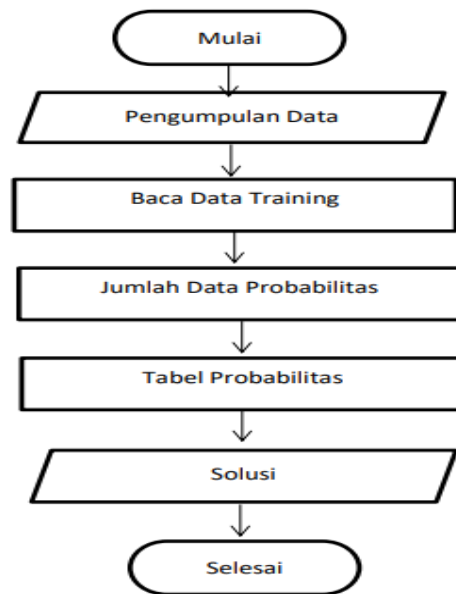 Mulai
Pengumpulan Data
Baca Data Training
Jumlah Data Probabilitas
Tabel Probabilitas
Solusi
Selesai